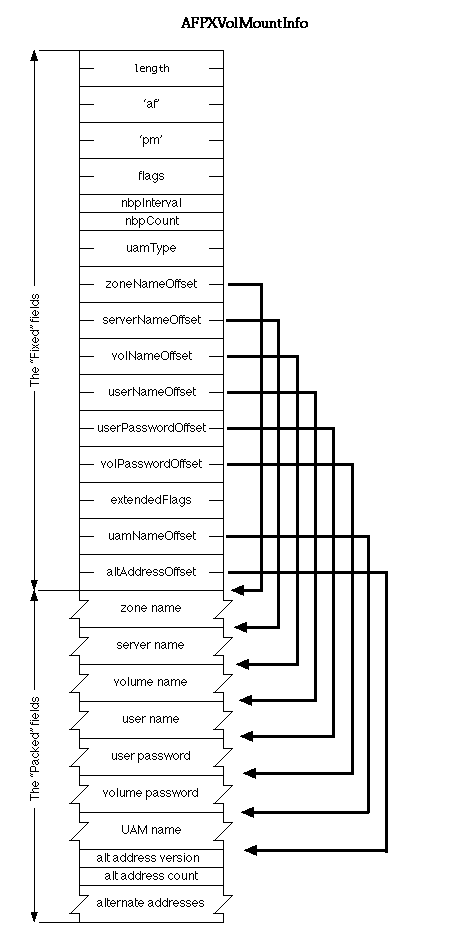 AFPXVolMountInfo
The "Fixed" fields
length
'af'
'pm'
flags
nbpInterval
nbpCount
uamType
zoneNameOffset
serverNameOffset
volNameOffset
userNameOffset
userPasswordOffset
volPasswordOffset
extendedFlags
uamNameOffset
altAddressOffset
The "Packed" fields
zone name
server name
volume name
user name
user password
volume password
UAM name
alt address version
alt address count
alternate addresses